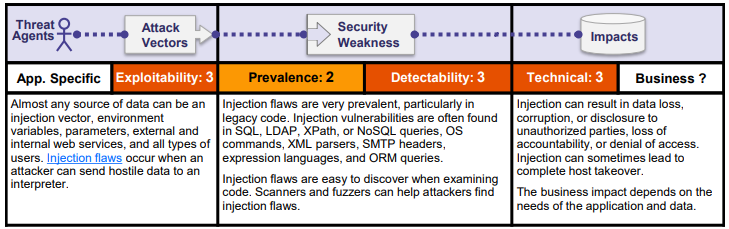 Threat
Agents
Attack
Vectors
Security
Weakness
Impacts
App. Specific
Exploitability: 3
Prevalence: 2
Detectability: 3
Technical: 3
Business ?
Almost any source of data can be an
injection vector, environment
variables, parameters, external and
internal web services, and all types of
users. Injection flaws occur when an
attacker can send hostile data to an
interpreter.
Injection flaws are very prevalent, particularly in
legacy code. Injection vulnerabilities are often found
in SQL, LDAP, XPath, or NoSQL queries, OS
commands, XML parsers, SMTP headers,
expression languages, and ORM queries.
Injection flaws are easy to discover when examining
code. Scanners and fuzzers can help attackers find
injection flaws.
Injection can result in data loss,
corruption, or disclosure to
unauthorized parties, loss of
accountability, or denial of access.
Injection can sometimes lead to
complete host takeover.
The business impact depends on the
needs of the application and data.